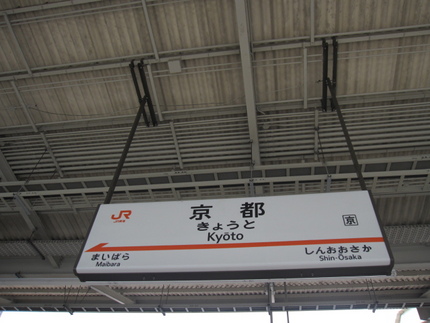 JR
京都
京
きょうと
Kyōto
まいばら
Maibara
しんおおさか
Shin-Ōsaka